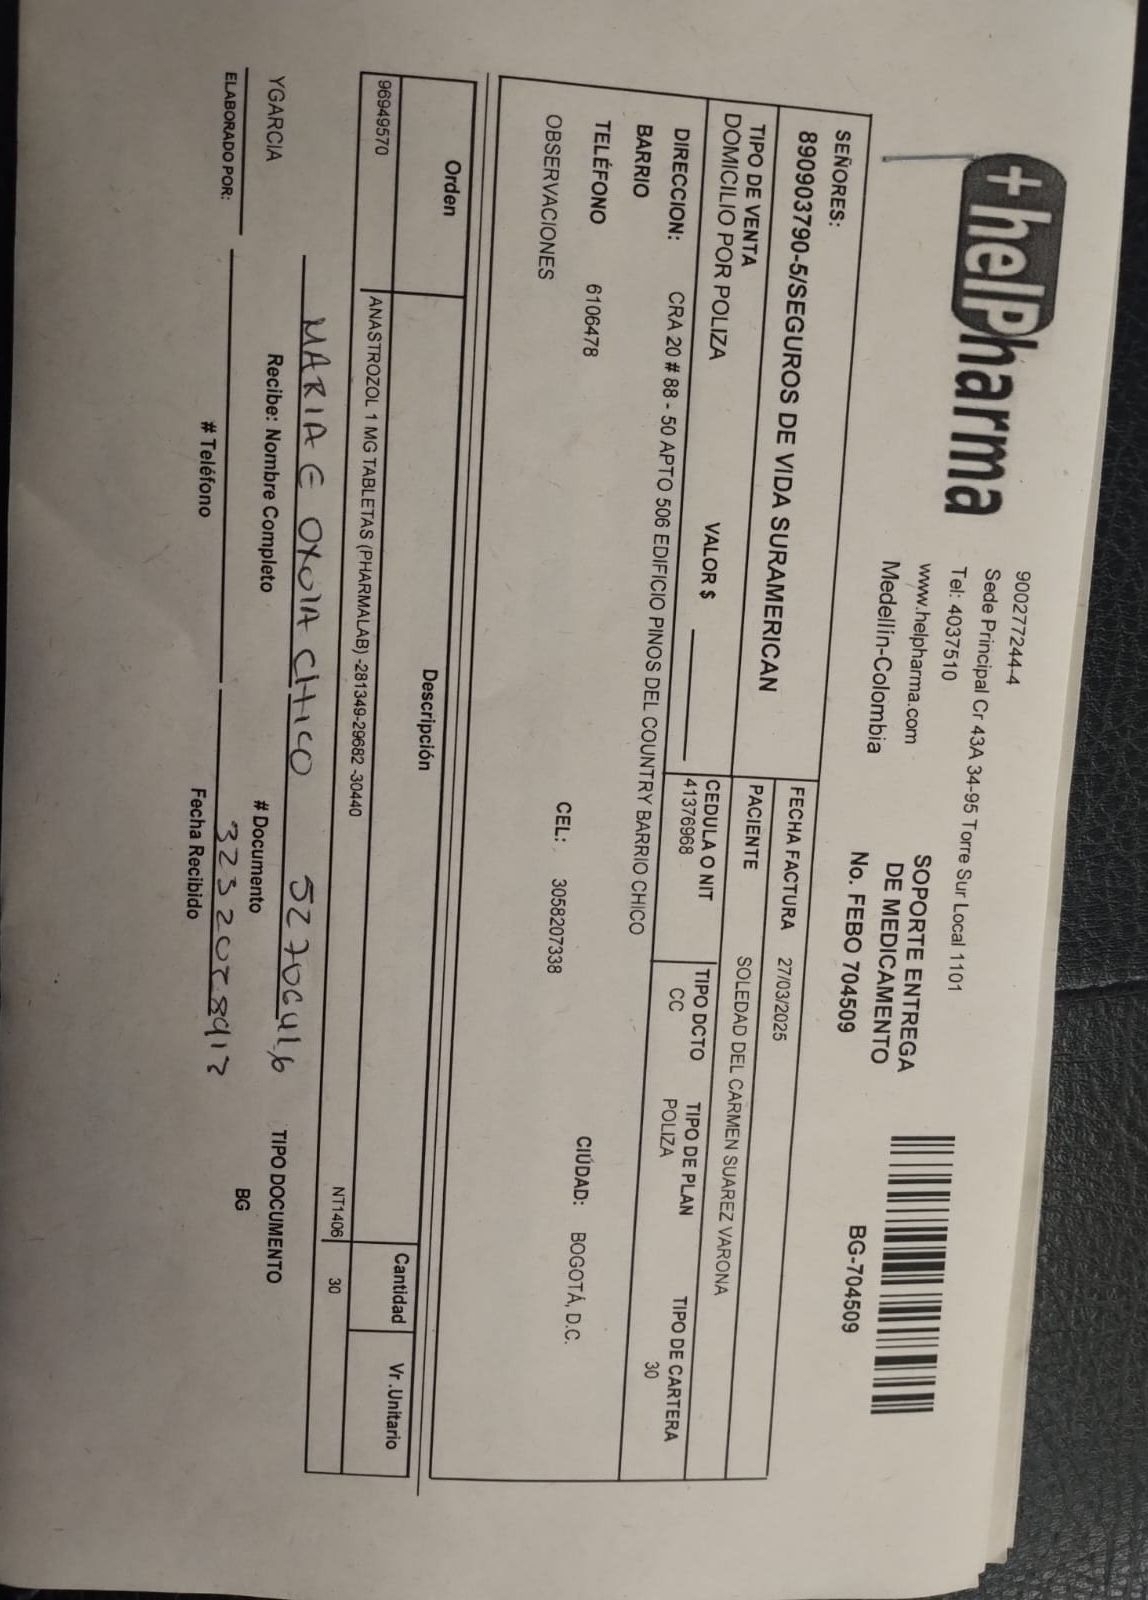 +helPharma
900277244-4
Sede Principal Cr 43A 34-95 Torre Sur Local 1101
Tel: 4037510
www.helpharma.com
Medellín-Colombia
SOPORTE ENTREGA
DE MEDICAMENTO
No. FEBO 704509
BG-704509
SEÑORES:
890903790-5/SEGUROS DE VIDA SURAMERICAN
FECHA FACTURA 27/03/2025
TIPO DE VENTA
DOMICILIO POR POLIZA
VALOR $
PACIENTE SOLEDAD DEL CARMEN SUAREZ VARONA
CEDULA O NIT TIPO DCTO TIPO DE PLAN TIPO DE CARTERA
41376968 CC POLIZA 30
DIRECCION: CRA 20 # 88 - 50 APTO 506 EDIFICIO PINOS DEL COUNTRY BARRIO CHICO
BARRIO
TELÉFONO 6106478 CEL: 3058207338 CIUDAD: BOGOTÁ, D.C.
OBSERVACIONES
Orden Descripción Cantidad Vr .Unitario
96949570 ANASTROZOL 1 MG TABLETAS (PHARMALAB) -281349-29682 -30440 NT1406 30
MARIA E CHICO
YGARCIA Recibe: Nombre Completo # Documento TIPO DOCUMENTO
BG
ELABORADO POR: # Teléfono Fecha Recibido